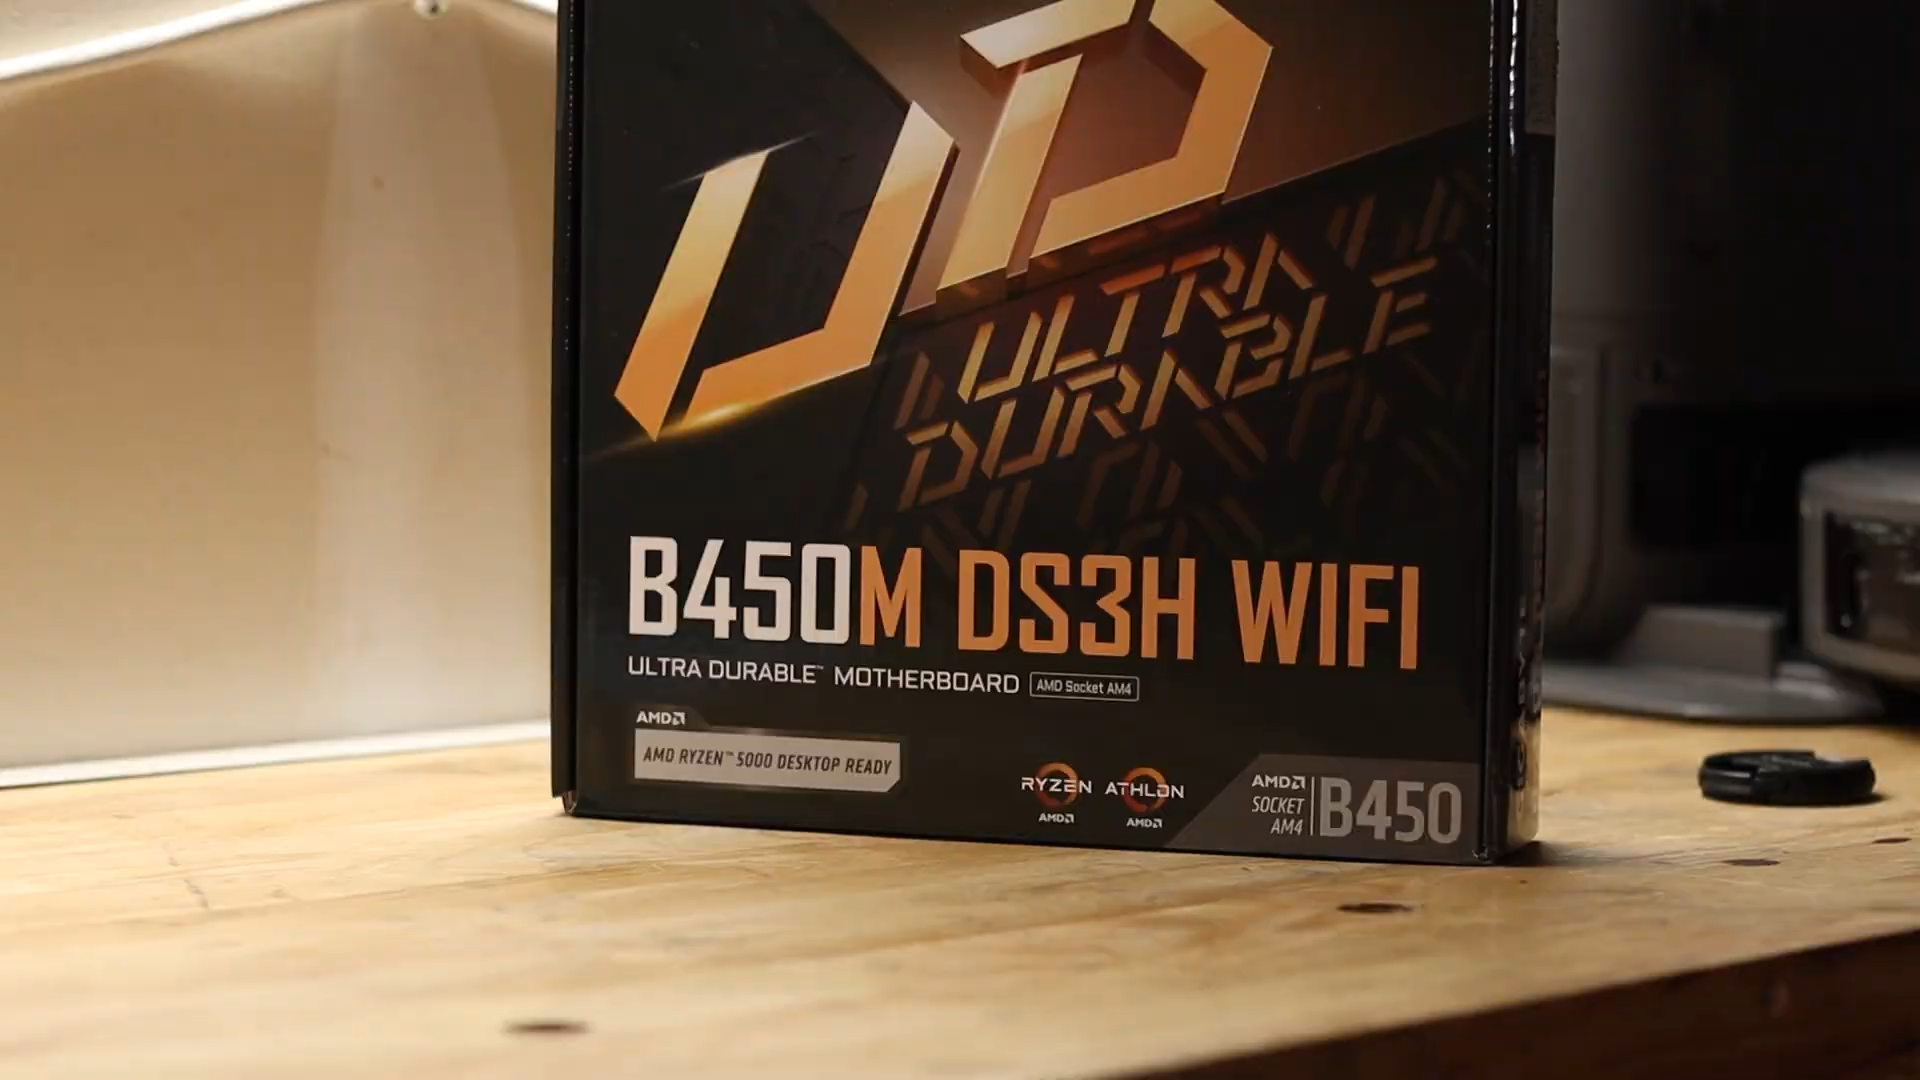 UD
ULTRA
DURABLE
B450M DS3H WIFI
ULTRA DURABLE™ MOTHERBOARD AMD Socket AM4
AMD
AMD RYZEN™ 5000 DESKTOP READY
RYZEN
AMD
ATHLON
AMD
AMD
SOCKET
AM4
B450